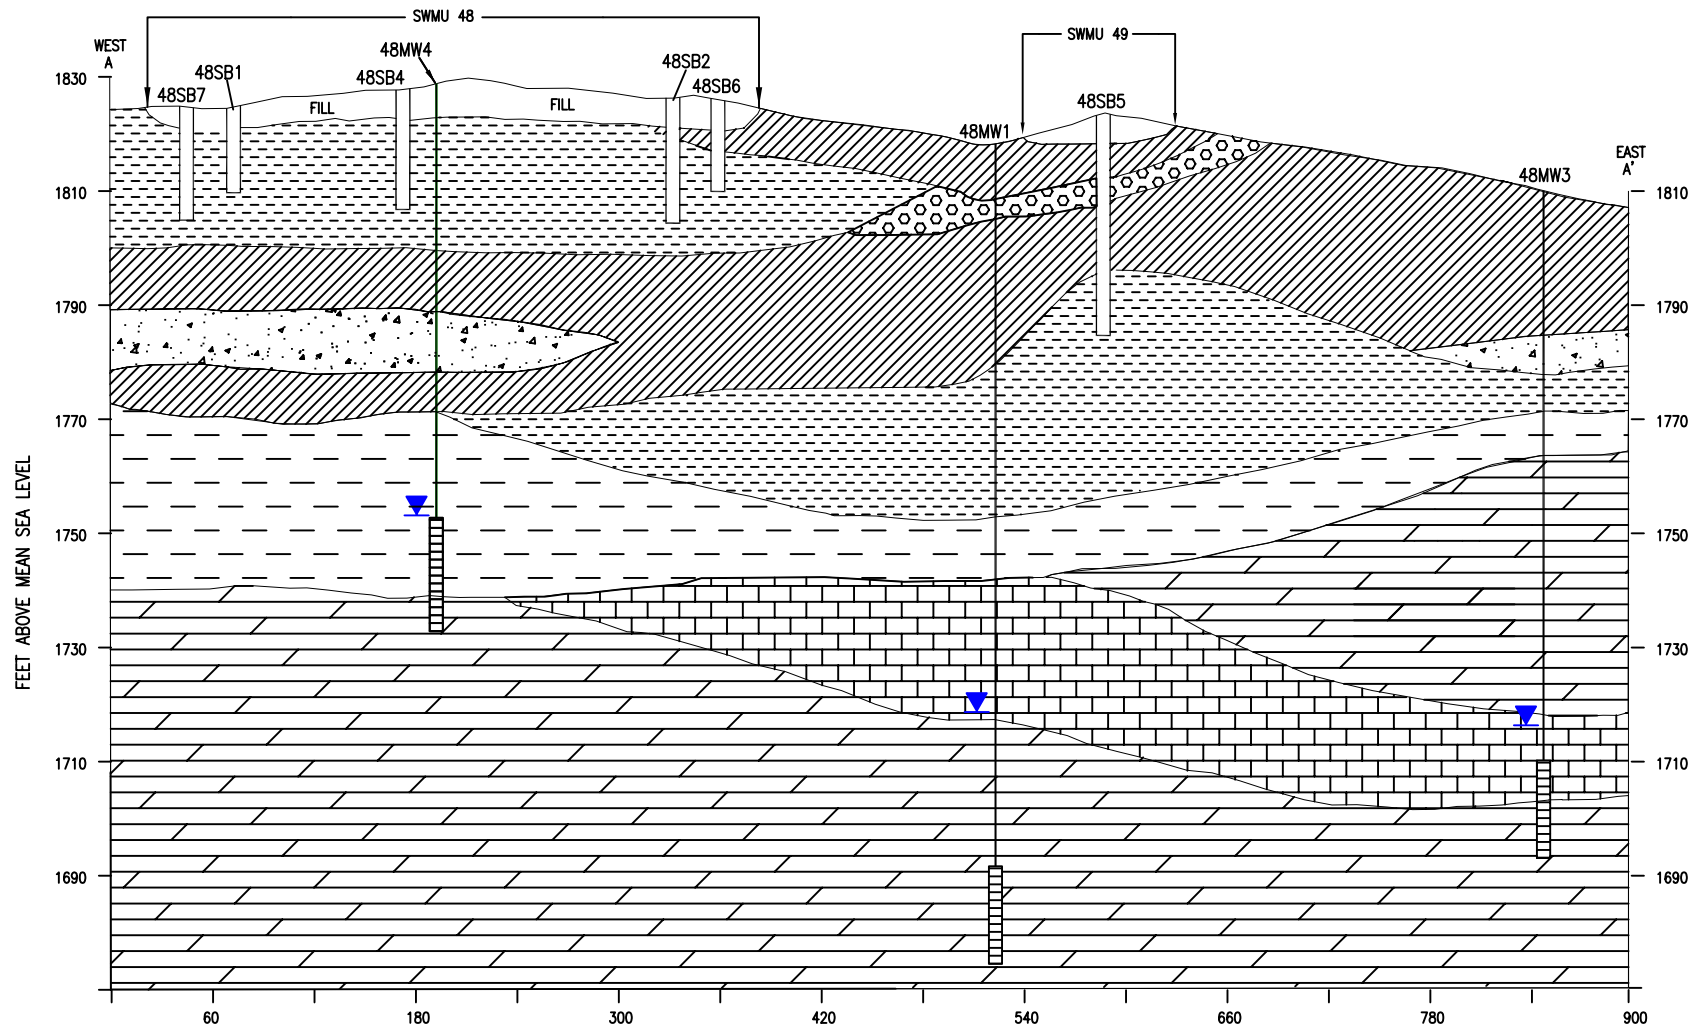 SWMU 48
SWMU 49
WEST
A
48MW4
48SB1
48SB4
48SB2
48SB7
48SB6
FILL
FILL
48SB5
48MW1
EAST
A'
48MW3
1830
1810
1790
1770
1750
1730
1710
1690
1810
1790
1770
1750
1730
1710
1690
FEET ABOVE MEAN SEA LEVEL
60
180
300
420
540
660
780
900